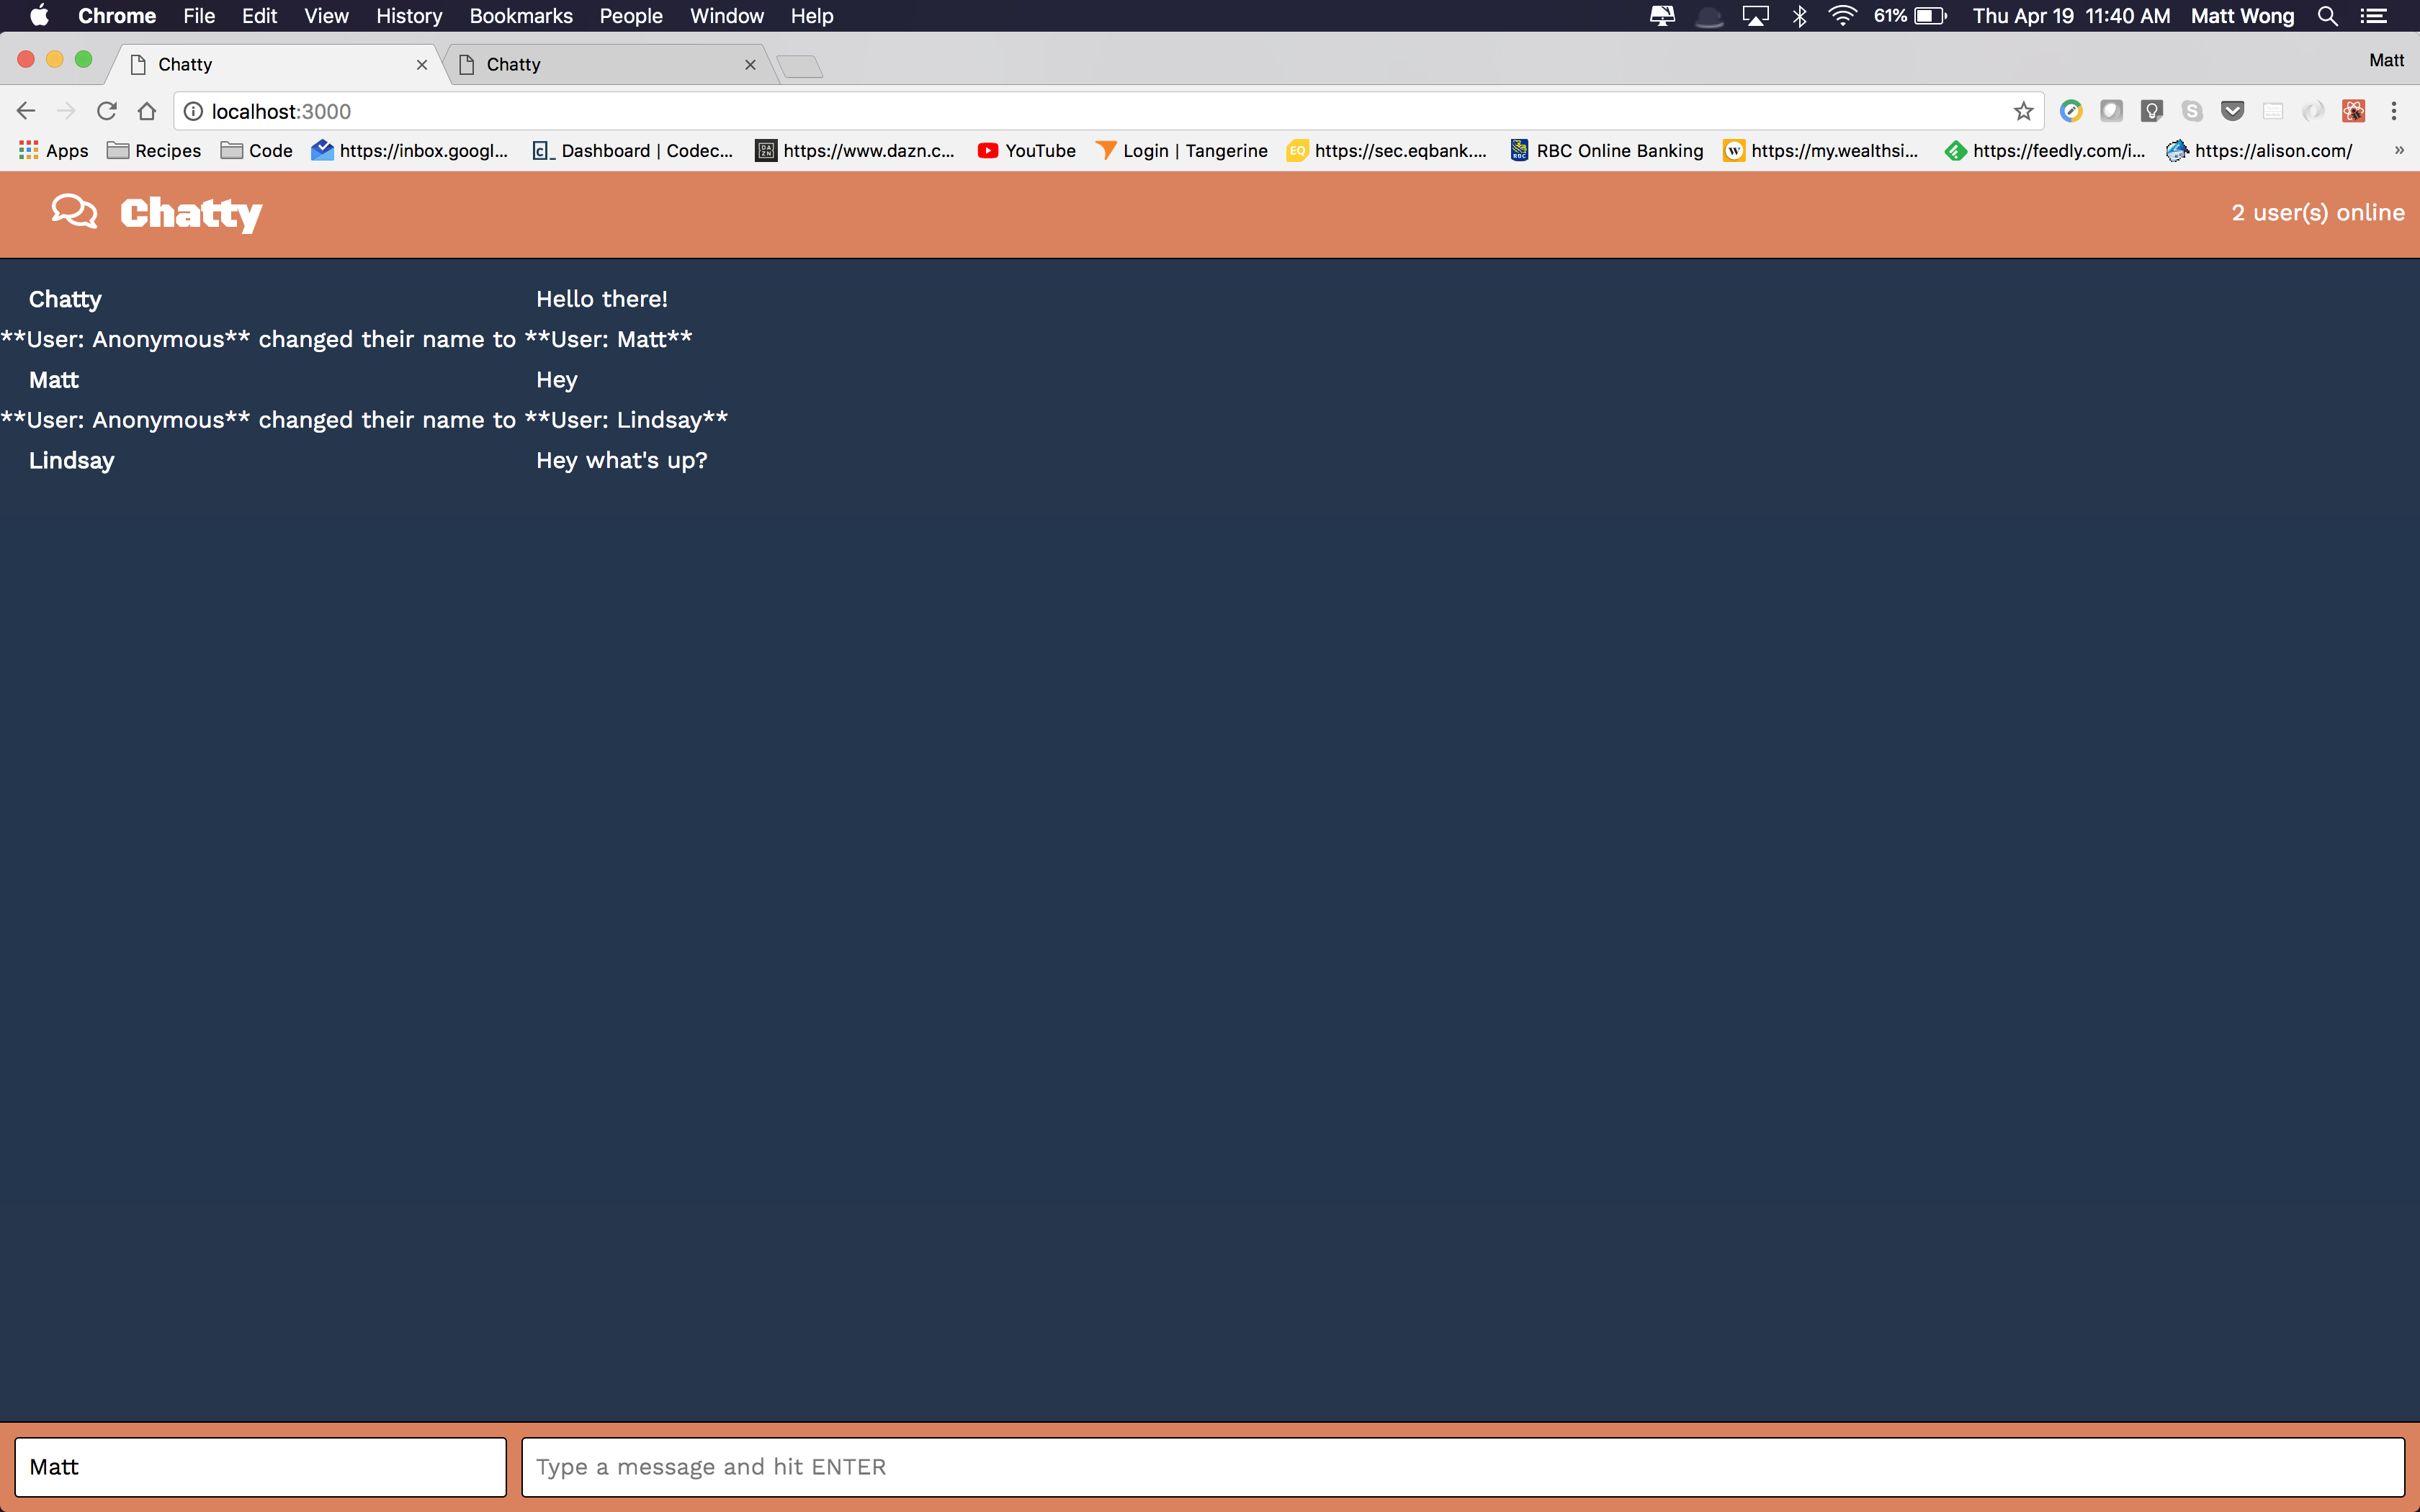 Chrome File Edit View History Bookmarks People Window Help 61% Thu Apr 19 11:40 AM Matt Wong
Chatty Chatty Matt
localhost:3000
Apps Recipes Code https://inbox.googl... Dashboard | Codec... https://www.dazn.c... YouTube Login | Tangerine https://sec.eqbank.... RBC Online Banking https://my.wealthsi... https://feedly.com/i... https://alison.com/ »
Chatty 2 user(s) online
Chatty Hello there!
**User: Anonymous** changed their name to **User: Matt**
Matt Hey
**User: Anonymous** changed their name to **User: Lindsay**
Lindsay Hey what's up?
Matt Type a message and hit ENTER